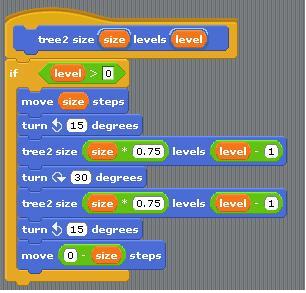 tree2 size size levels level
if level > 0
move size steps
turn 15 degrees
tree2 size size * 0.75 levels level - 1
turn 30 degrees
tree2 size size * 0.75 levels level - 1
turn 15 degrees
move 0 - size steps